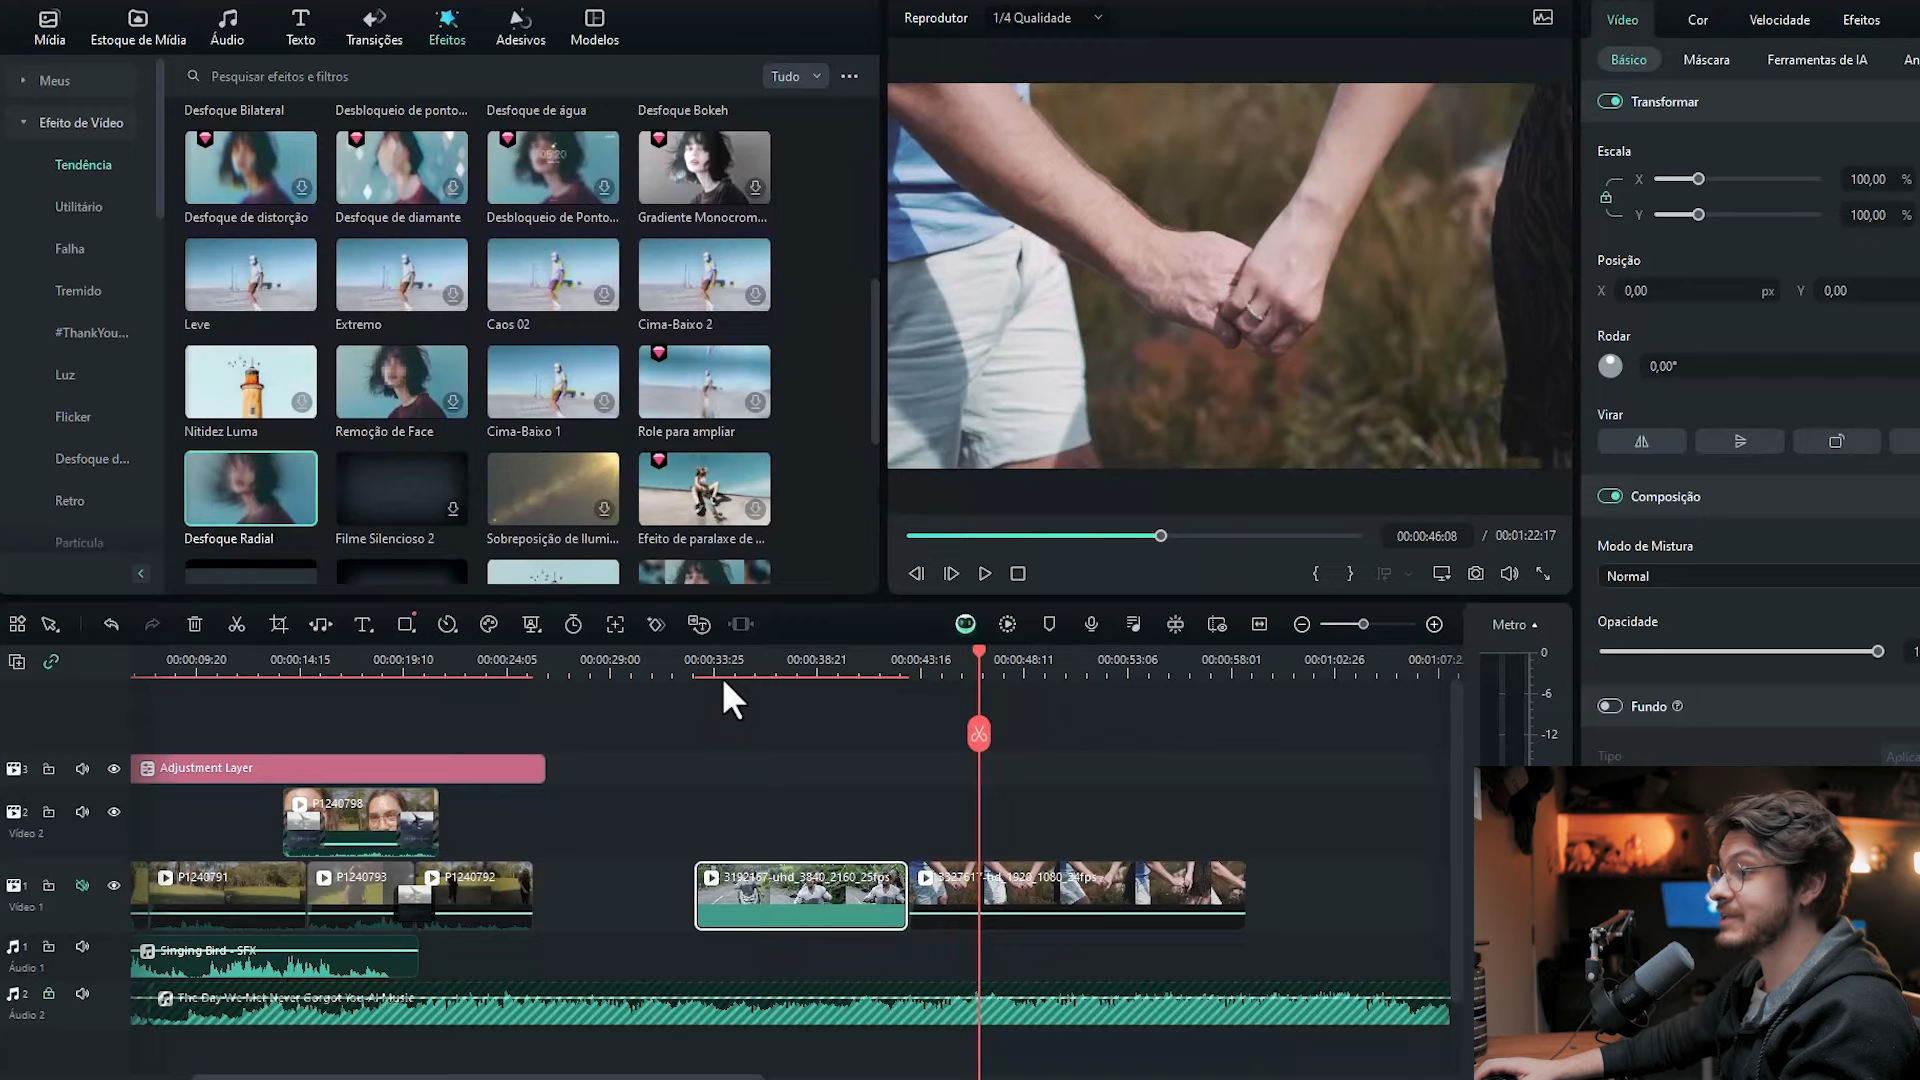 Mídia
Estoque de Mídia
Áudio
Texto
Transições
Efeitos
Adesivos
Modelos
Meus
Efeito de Vídeo
Tendência
Utilitário
Falha
Tremido
#ThankYou...
Luz
Flicker
Desfoque d...
Retro
Partícula
Pesquisar efeitos e filtros
Tudo
Desfoque Bilateral
Desbloqueio de ponto...
Desfoque de água
Desfoque Bokeh
05:20
Desfoque de distorção
Desfoque de diamante
Desbloqueio de Ponto...
Gradiente Monocrom...
Leve
Extremo
Caos 02
Cima-Baixo 2
Nitidez Luma
Remoção de Face
Cima-Baixo 1
Role para ampliar
Desfoque Radial
Filme Silencioso 2
Sobreposição de Ilumi...
Efeito de paralaxe de ...
Reprodutor
1/4 Qualidade
00:00:46:08
/ 00:01:22:17
Vídeo
Cor
Velocidade
Efeitos
Básico
Máscara
Ferramentas de IA
An
Transformar
Escala
X
100,00 %
Y
100,00 %
Posição
X 0,00 px
Y 0,00
Rodar
0,00°
Virar
Composição
Modo de Mistura
Normal
Opacidade
1
Fundo
Tipo
Aplica
Metro
0
-6
-12
00:00:09:20
00:00:14:15
00:00:19:10
00:00:24:05
00:00:29:00
00:00:33:25
00:00:38:21
00:00:43:16
00:00:48:11
00:00:53:06
00:00:58:01
00:01:02:26
00:01:07:2
3
Adjustment Layer
2
Vídeo 2
P1240798
1
Vídeo 1
P1240791
P1240793
P1240792
3192167-uhd_3840_2160_25fps
hd_1920_1080_24fps
1
Áudio 1
Singing Bird - SFX
2
Áudio 2
The Day We Met Never Gorgot You-AI Music